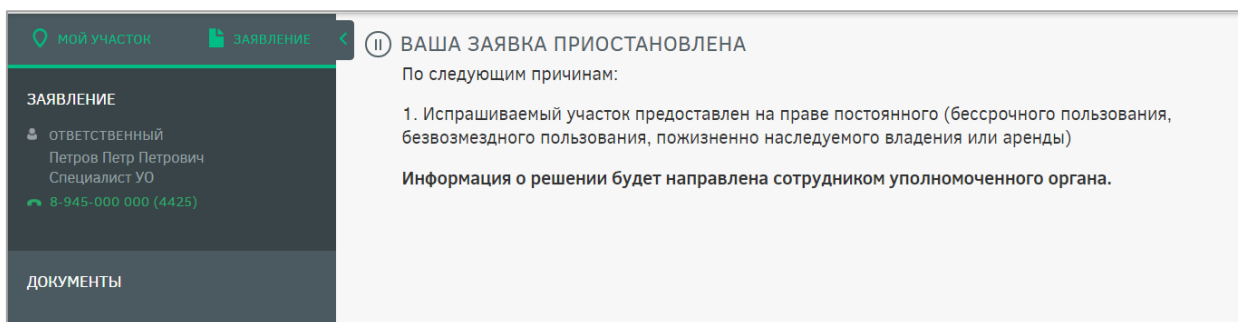 МОЙ УЧАСТОК
ЗАЯВЛЕНИЕ
ЗАЯВЛЕНИЕ
ОТВЕТСТВЕННЫЙ
Петров Петр Петрович
Специалист УО
8-945-000 000 (4425)
ДОКУМЕНТЫ
ВАША ЗАЯВКА ПРИОСТАНОВЛЕНА
По следующим причинам:
1. Испрашиваемый участок предоставлен на праве постоянного (бессрочного пользования,
безвозмездного пользования, пожизненно наследуемого владения или аренды)
Информация о решении будет направлена сотрудником уполномоченного органа.